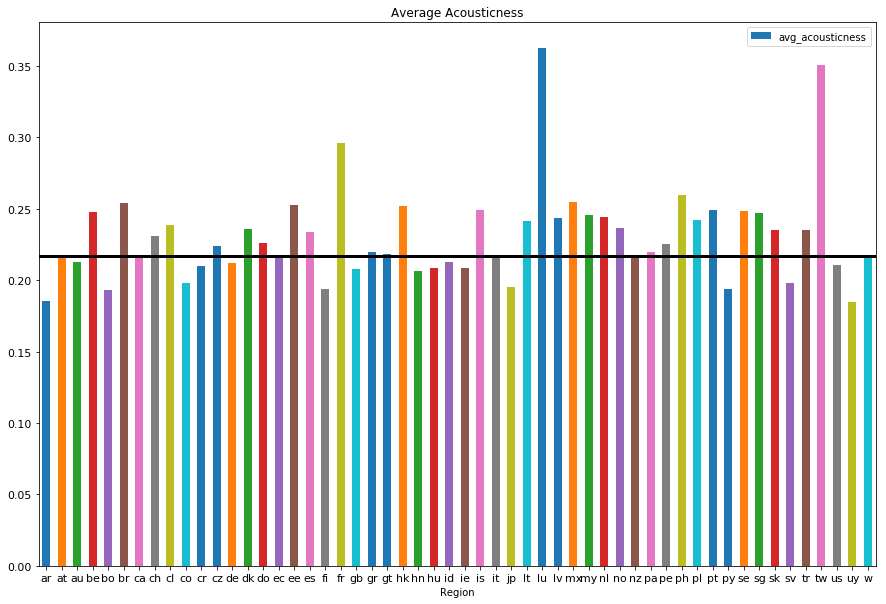 Average Acousticness
avg_acousticness
0.35
0.30
0.25
0.20
0.15
0.10
0.05
0.00
ar at au be bo br ca ch cl co cr cz de dk do ec ee es fi fr gb gr gt hk hn hu id ie is it jp lt lu lv mx my nl no nz pa pe ph pl pt py se sg sk sv tr tw us uy w
Region